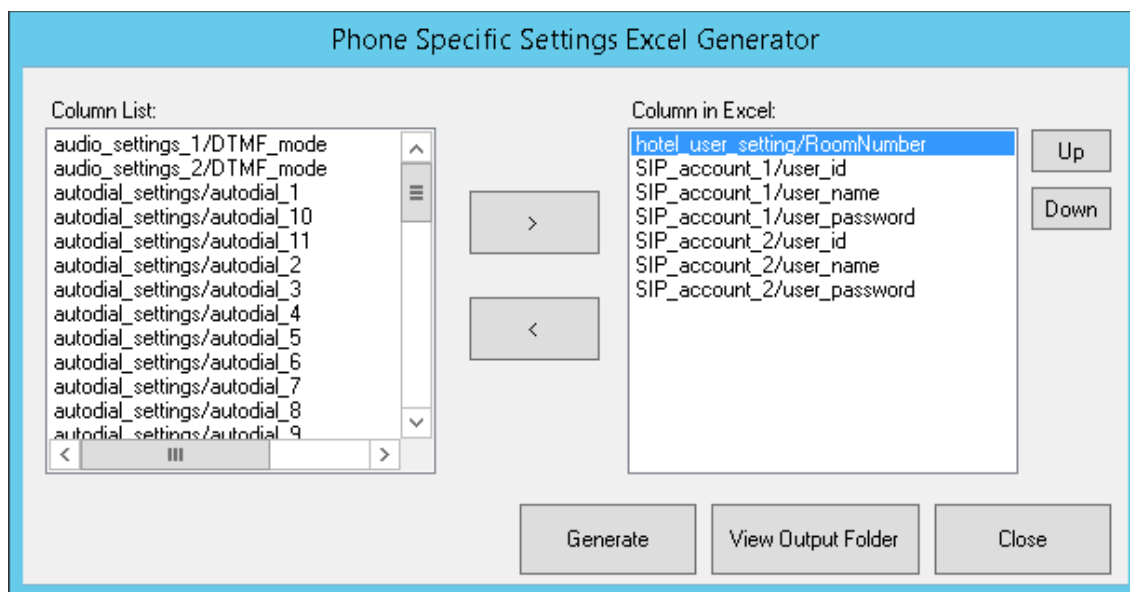 Phone Specific Settings Excel Generator
Column List:
audio_settings_1/DTMF_mode
audio_settings_2/DTMF_mode
autodial_settings/autodial_1
autodial_settings/autodial_10
autodial_settings/autodial_11
autodial_settings/autodial_2
autodial_settings/autodial_3
autodial_settings/autodial_4
autodial_settings/autodial_5
autodial_settings/autodial_6
autodial_settings/autodial_7
autodial_settings/autodial_8
autodial_settings/autodial_9
>
<
Column in Excel:
hotel_user_setting/RoomNumber
SIP_account_1/user_id
SIP_account_1/user_name
SIP_account_1/user_password
SIP_account_2/user_id
SIP_account_2/user_name
SIP_account_2/user_password
Up
Down
Generate
View Output Folder
Close